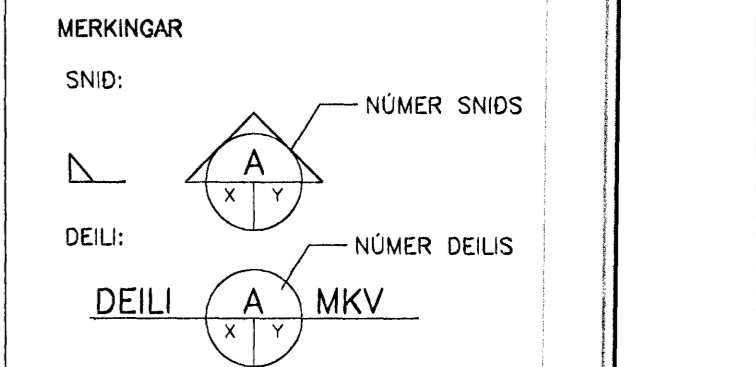 MERKINGAR
SNIÐ:
NÚMER SNIÐS
A
X Y
DEILI:
NÚMER DEILIS
DEILI A MKV
X Y